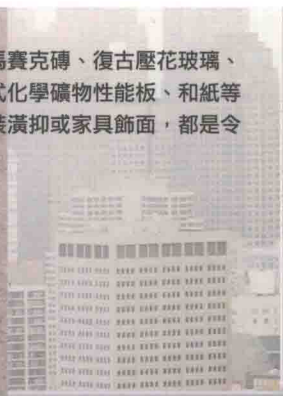 馬賽克磚、復古壓花玻璃、
式化學礦物性能板、和紙等
裝潢抑或家具飾面，都是令